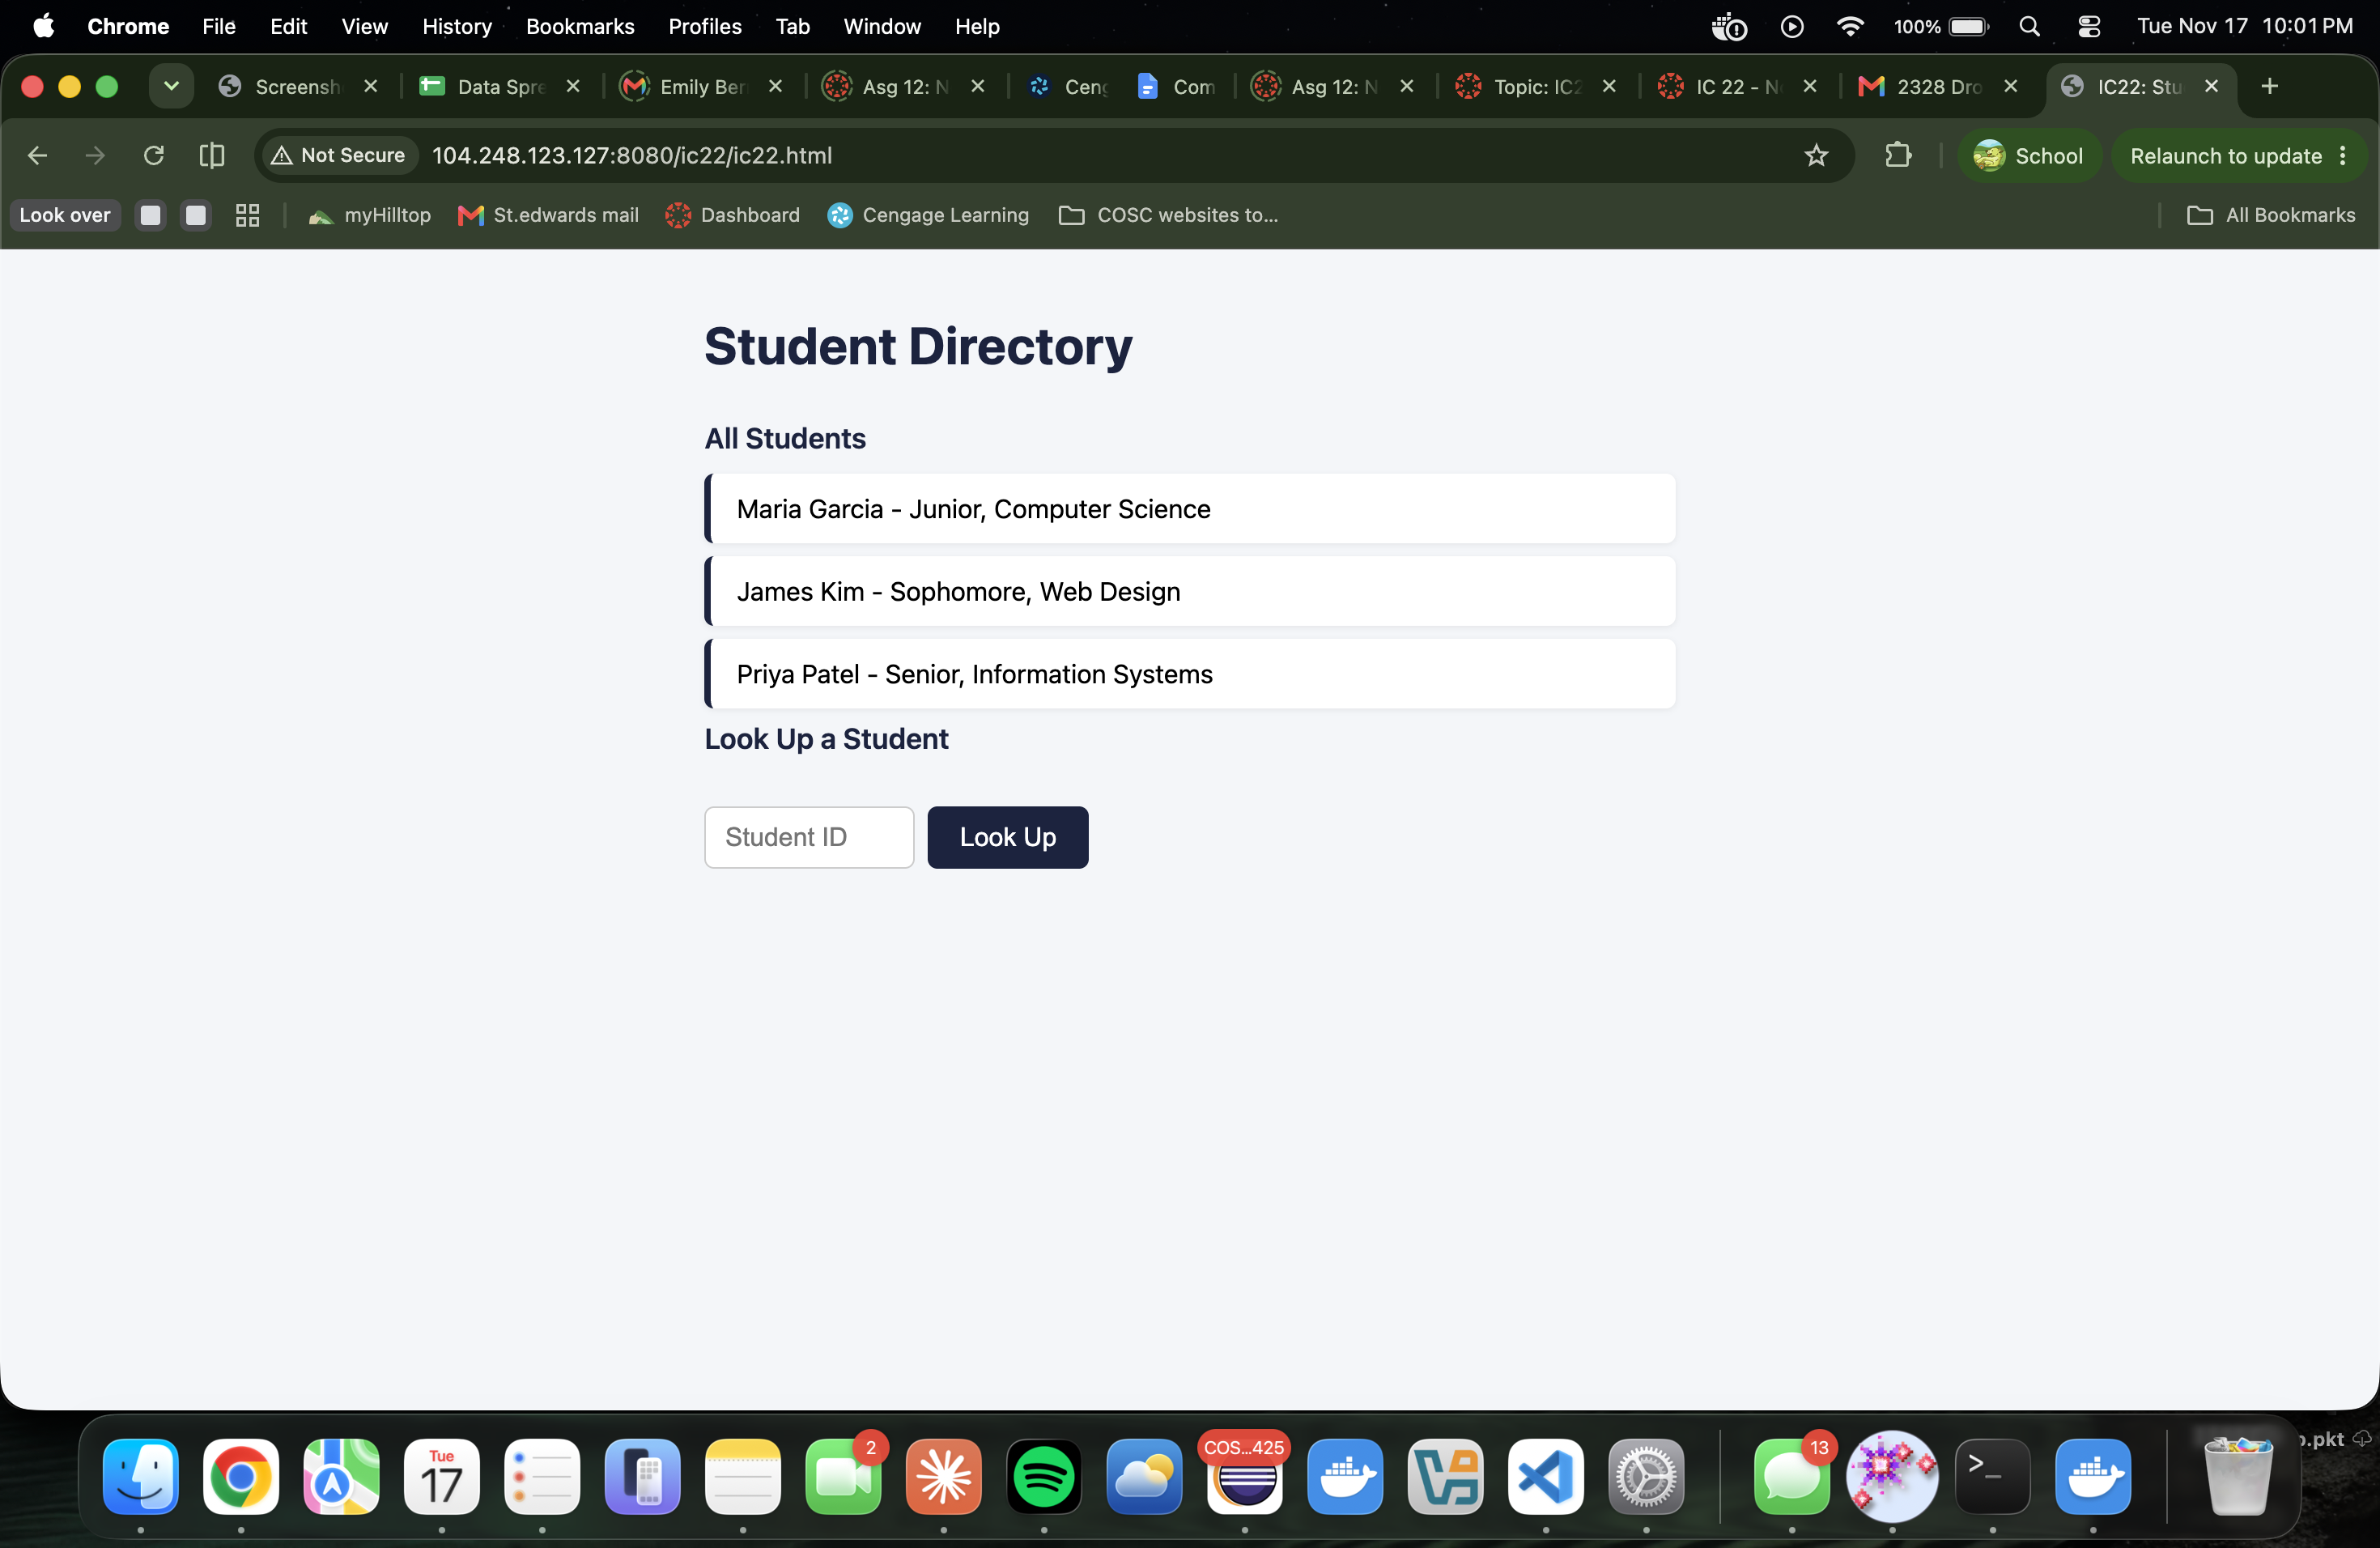 Chrome File Edit View History Bookmarks Profiles Tab Window Help 100% Tue Nov 17 10:01 PM
Screensh Data Spre Emily Ber Asg 12: N Ceng Com Asg 12: N Topic: IC2 IC 22 - No 2328 Dro IC22: Stu
Not Secure 104.248.123.127:8080/ic22/ic22.html School Relaunch to update
Look over myHilltop St.edwards mail Dashboard Cengage Learning COSC websites to... All Bookmarks
Student Directory
All Students
Maria Garcia - Junior, Computer Science
James Kim - Sophomore, Web Design
Priya Patel - Senior, Information Systems
Look Up a Student
Student ID Look Up
Tue
17
2
COS...425
13
p.pkt